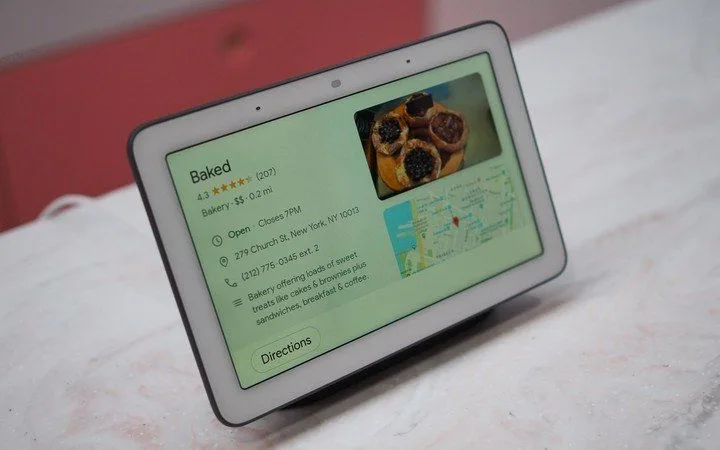 Baked
4.3 ★★★★★ (207)
Bakery · $$ · 0.2 mi
Open · Closes 7PM
279 Church St, New York, NY 10013
(212) 775-0345 ext. 2
Bakery offering loads of sweet
treats like cakes & brownies plus
sandwiches, breakfast & coffee.
Directions